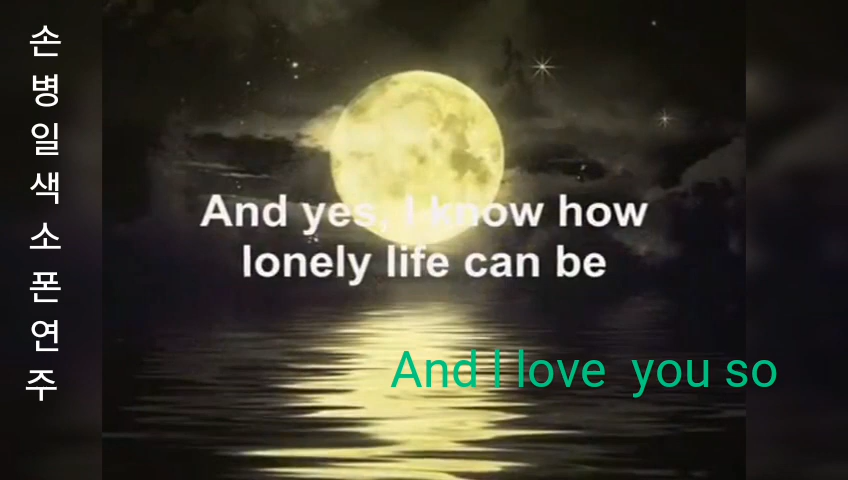 손병일색소폰연주
And yes, I know how
lonely life can be
And I love you so